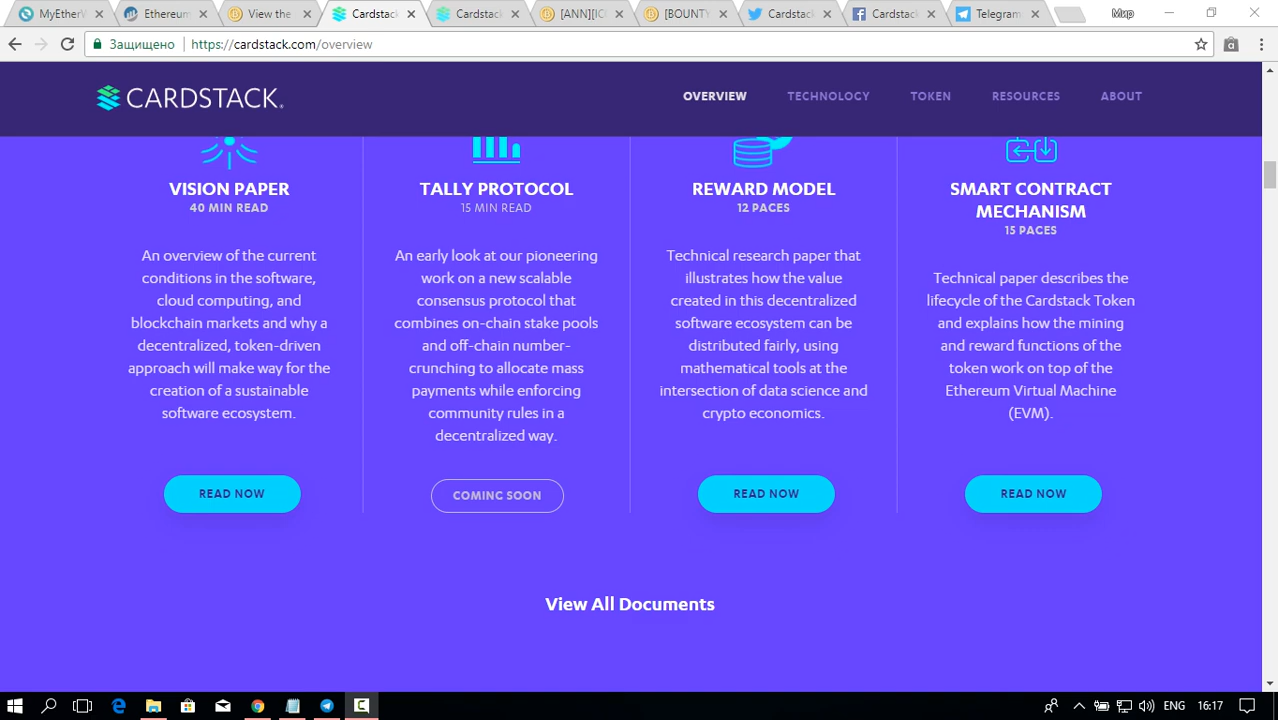 MyEtherW
Ethereum
View the
Cardstack
Cardstack
[ANN][IC
[BOUNTY
Cardstack
Cardstack
Telegram
Мир
Защищено
https://cardstack.com/overview
CARDSTACK
OVERVIEW
TECHNOLOGY
TOKEN
RESOURCES
ABOUT
VISION PAPER
40 MIN READ
An overview of the current
conditions in the software,
cloud computing, and
blockchain markets and why a
decentralized, token-driven
approach will make way for the
creation of a sustainable
software ecosystem.
READ NOW
TALLY PROTOCOL
15 MIN READ
An early look at our pioneering
work on a new scalable
consensus protocol that
combines on-chain stake pools
and off-chain number-
crunching to allocate mass
payments while enforcing
community rules in a
decentralized way.
COMING SOON
REWARD MODEL
12 PACES
Technical research paper that
illustrates how the value
created in this decentralized
software ecosystem can be
distributed fairly, using
mathematical tools at the
intersection of data science and
crypto economics.
READ NOW
SMART CONTRACT
MECHANISM
15 PACES
Technical paper describes the
lifecycle of the Cardstack Token
and explains how the mining
and reward functions of the
token work on top of the
Ethereum Virtual Machine
(EVM).
READ NOW
View All Documents
ENG
16:17